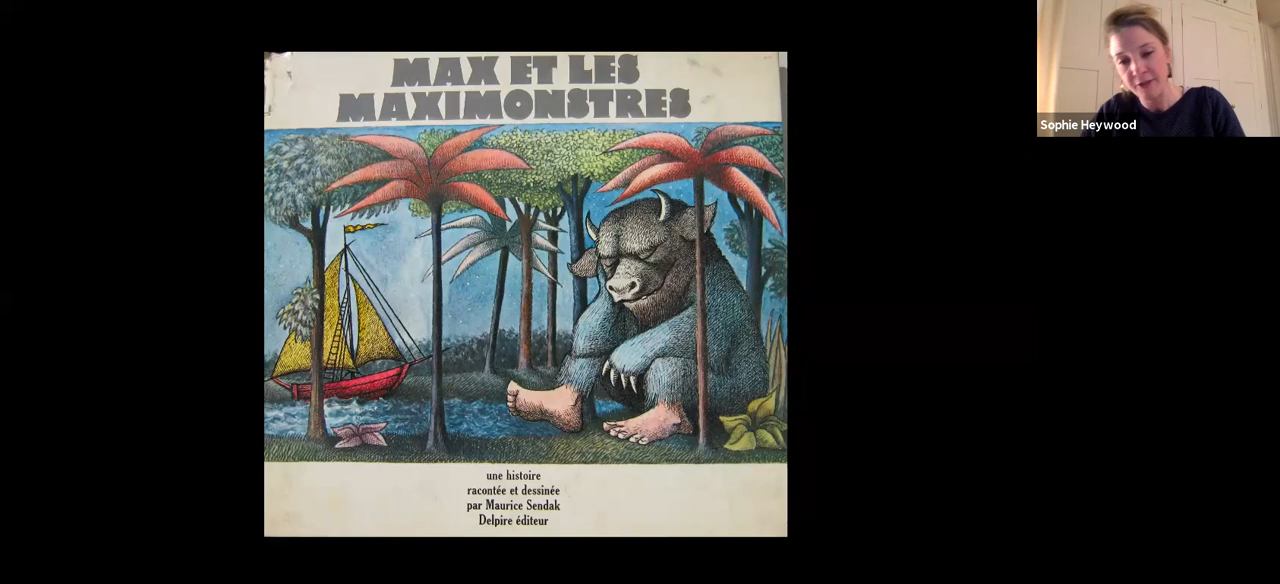 MAX ET LES
MAXIMONSTRES
une histoire
racontée et dessinée
par Maurice Sendak
Delpire éditeur
Sophie Heywood